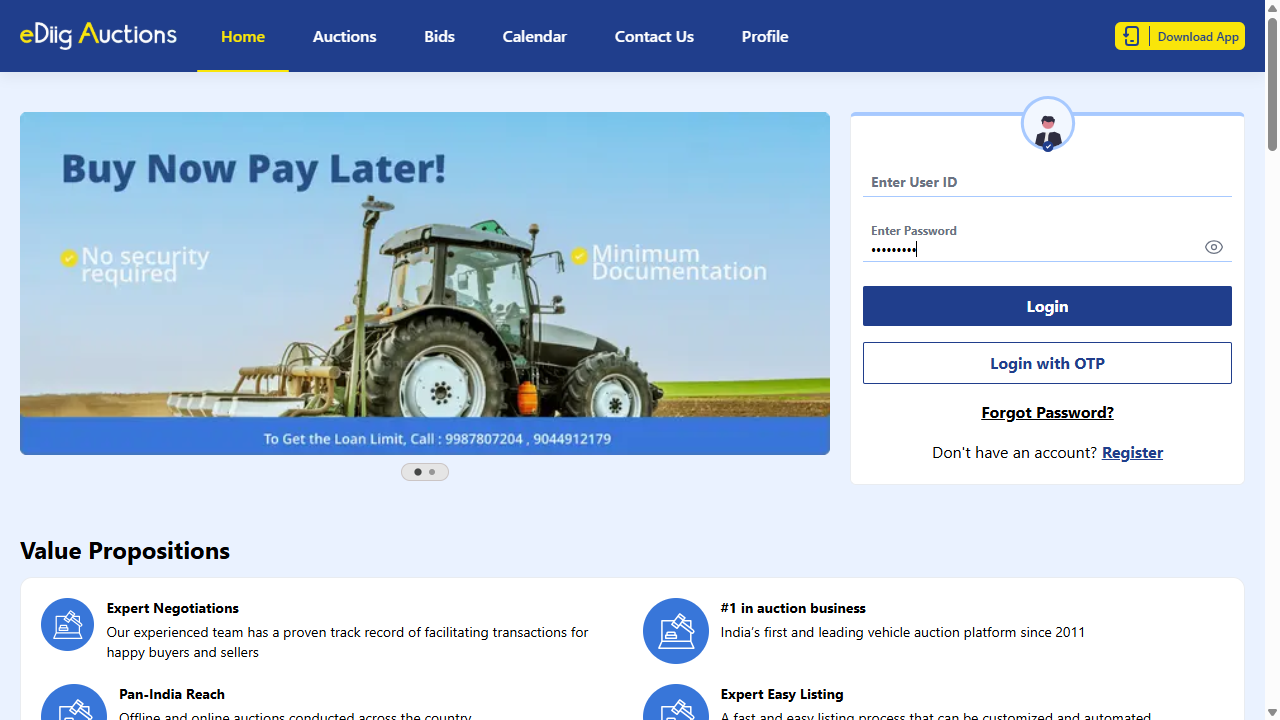 eDiig Auctions
Home
Auctions
Bids
Calendar
Contact Us
Profile
Download App
Buy Now Pay Later!
No security
required
Minimum
Documentation
To Get the Loan Limit, Call : 9987807204 , 9044912179
Enter User ID
Enter Password
•••••••••
Login
Login with OTP
Forgot Password?
Don't have an account? Register
Value Propositions
Expert Negotiations
Our experienced team has a proven track record of facilitating transactions for
happy buyers and sellers
#1 in auction business
India's first and leading vehicle auction platform since 2011
Pan-India Reach
Offline and online auctions conducted across the country
Expert Easy Listing
A fast and easy listing process that can be customized and automated